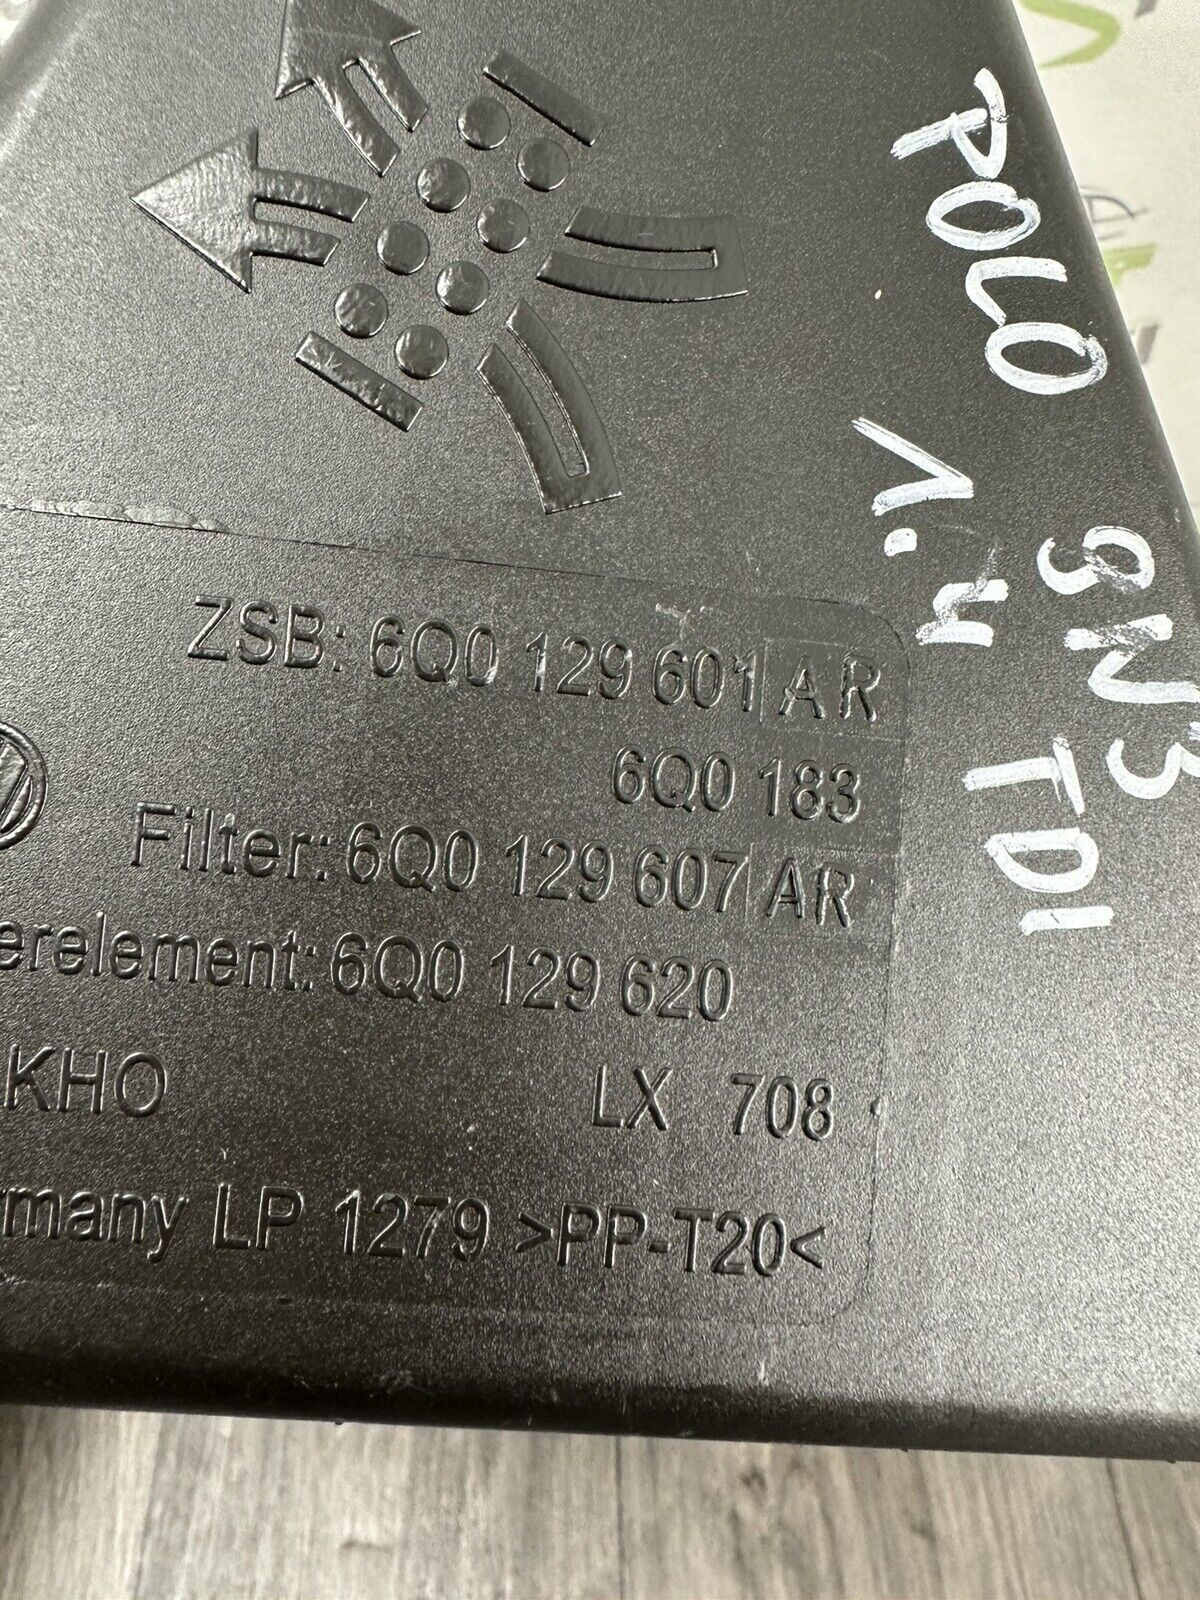 POLO 9N3
1.4 TDI
ZSB: 6Q0 129 601 AR
6Q0 183
Filter: 6Q0 129 607 AR
erelement: 6Q0 129 620
KHO LX 708
rmany LP 1279 >PP-T20<